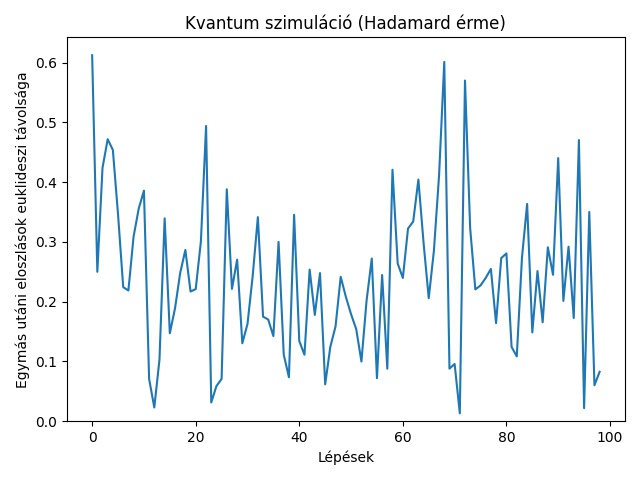 Kvantum szimuláció (Hadamard érme)
Egymás utáni eloszlások euklideszi távolsága
0.6
0.5
0.4
0.3
0.2
0.1
0.0
0 20 40 60 80 100
Lépések